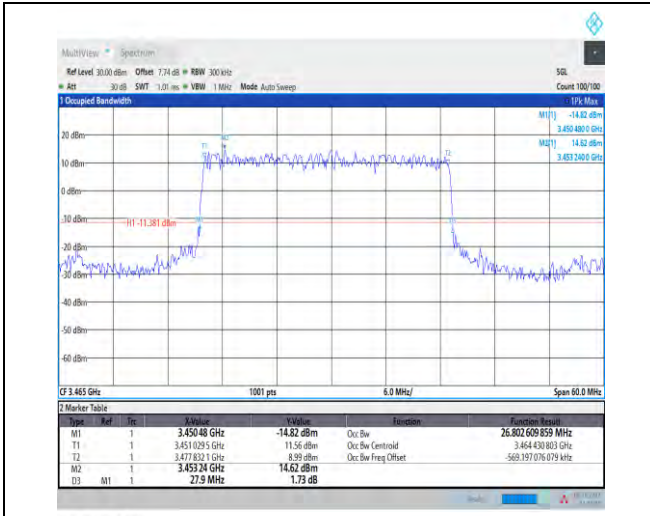 MultiView Spectrum
Ref Level 30.00 dBm Offset 7.74 dB RBW 300 kHz SGL
Att 30 dB SWT 1.01 ms VBW 1 MHz Mode Auto Sweep Count 100/100
1 Occupied Bandwidth 1Pk Max
M1[1] -14.82 dBm
3.450 480 0 GHz
20 dBm M2 M2[1] 14.62 dBm
3.453 240 0 GHz
T1 T2
10 dBm
0 dBm
-10 dBm
H1 -11.381 dBm
-20 dBm
-30 dBm
-40 dBm
-50 dBm
-60 dBm
CF 3.465 GHz 1001 pts 6.0 MHz/ Span 60.0 MHz
2 Marker Table
Type Ref Trc X-Value Y-Value Function Function Result
M1 1 3.450 48 GHz -14.82 dBm Occ Bw 26.802 609 859 MHz
T1 1 3.451 029 5 GHz 11.56 dBm Occ Bw Centroid 3.464 430 803 GHz
T2 1 3.477 832 1 GHz 8.99 dBm Occ Bw Freq Offset -569.197 076 079 kHz
M2 1 3.453 24 GHz 14.62 dBm
D3 M1 1 27.9 MHz 1.73 dB